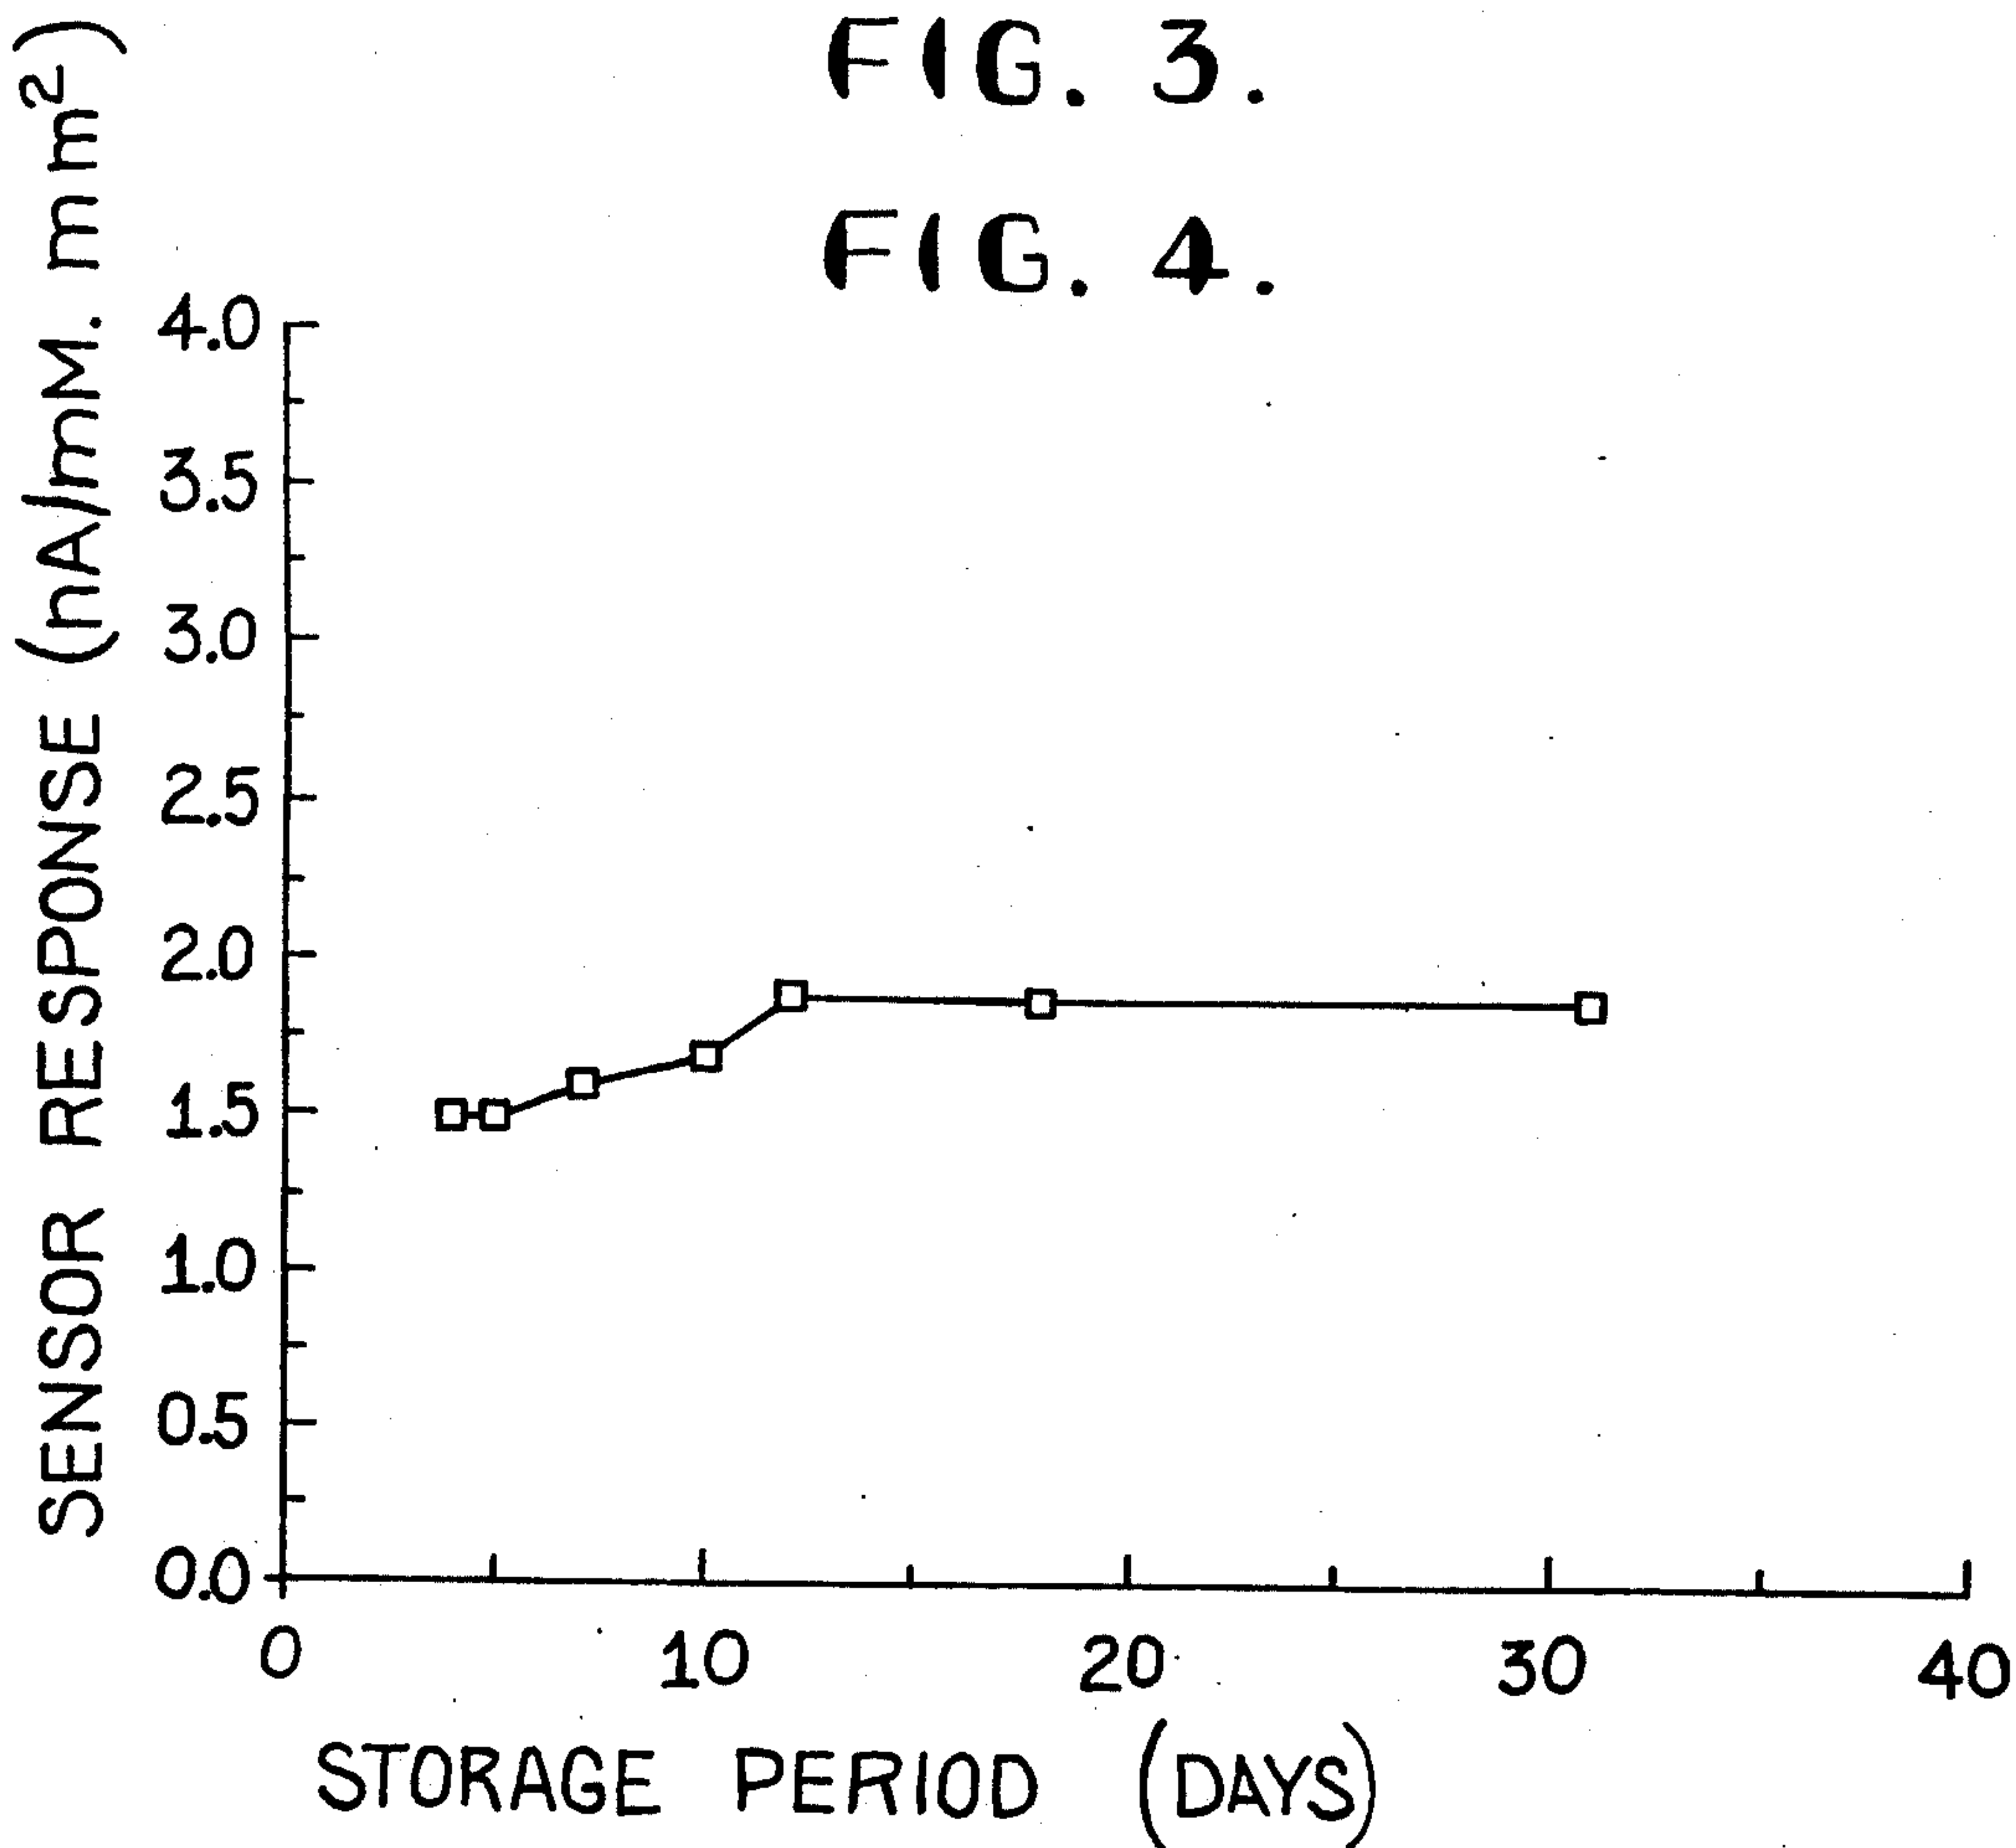 FIG. 3.
FIG. 4.
SENSOR RESPONSE (nA/mM. mm²)
4.0
3.5
3.0
2.5
2.0
1.5
1.0
0.5
0.0
0 10 20 30 40
STORAGE PERIOD (DAYS)